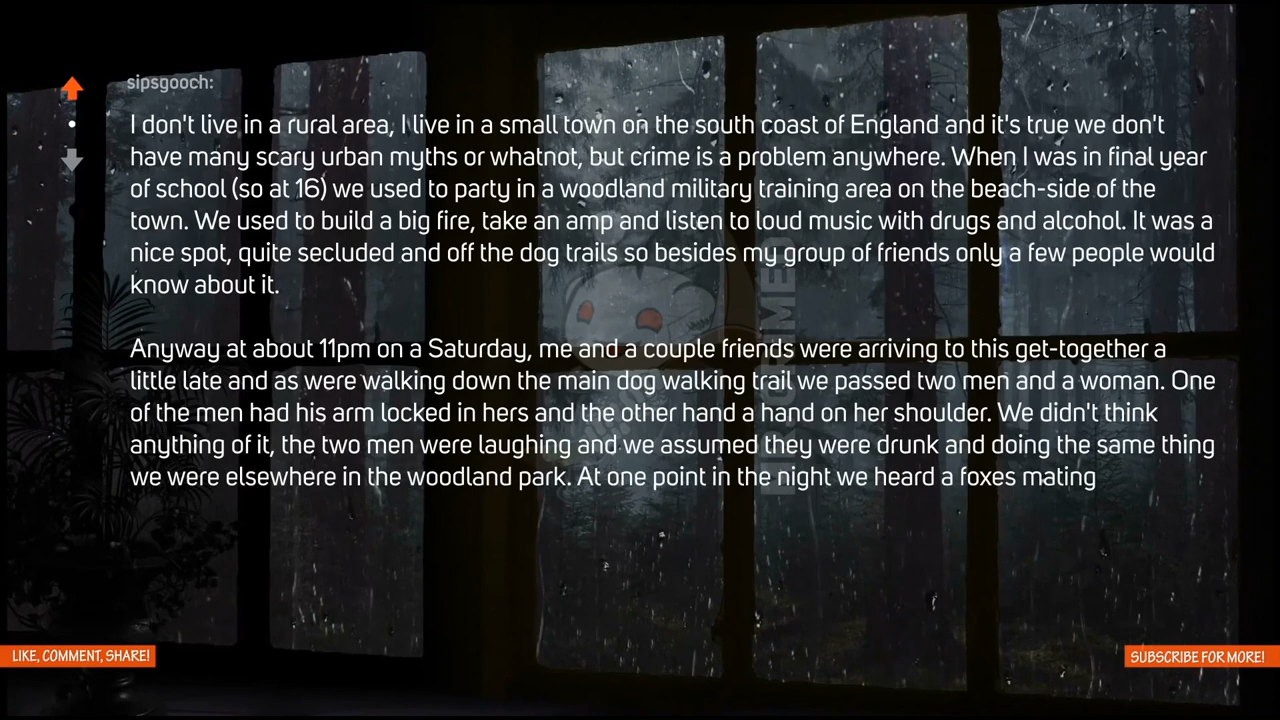 sipsgooch:
I don't live in a rural area, I live in a small town on the south coast of England and it's true we don't
have many scary urban myths or whatnot, but crime is a problem anywhere. When I was in final year
of school (so at 16) we used to party in a woodland military training area on the beach-side of the
town. We used to build a big fire, take an amp and listen to loud music with drugs and alcohol. It was a
nice spot, quite secluded and off the dog trails so besides my group of friends only a few people would
know about it.
Anyway at about 11pm on a Saturday, me and a couple friends were arriving to this get-together a
little late and as were walking down the main dog walking trail we passed two men and a woman. One
of the men had his arm locked in hers and the other hand a hand on her shoulder. We didn't think
anything of it, the two men were laughing and we assumed they were drunk and doing the same thing
we were elsewhere in the woodland park. At one point in the night we heard a foxes mating
LIKE, COMMENT, SHARE!
SUBSCRIBE FOR MORE!